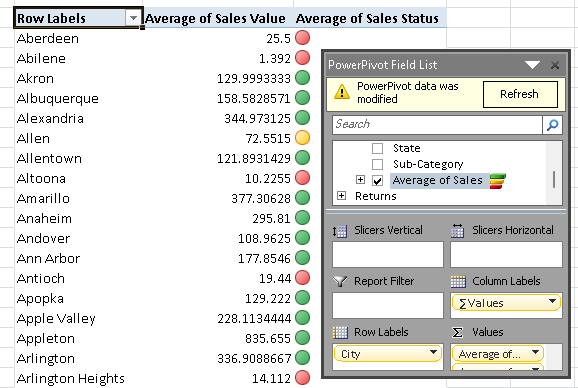 Row Labels Average of Sales Value Average of Sales Status
Aberdeen 25.5
Abilene 1.392
Akron 129.9993333
Albuquerque 158.5828571
Alexandria 344.973125
Allen 72.5515
Allentown 121.8931429
Altoona 10.2255
Amarillo 377.30628
Anaheim 295.81
Andover 108.9625
Ann Arbor 177.8546
Antioch 19.44
Apopka 129.222
Apple Valley 228.1134444
Appleton 835.655
Arlington 336.9088667
Arlington Heights 14.112
PowerPivot Field List
PowerPivot data was
modified
Refresh
Search
State
Sub-Category
Average of Sales
Returns
Slicers Vertical Slicers Horizontal
Report Filter Column Labels
ΣValues
Row Labels Σ Values
City Average of...